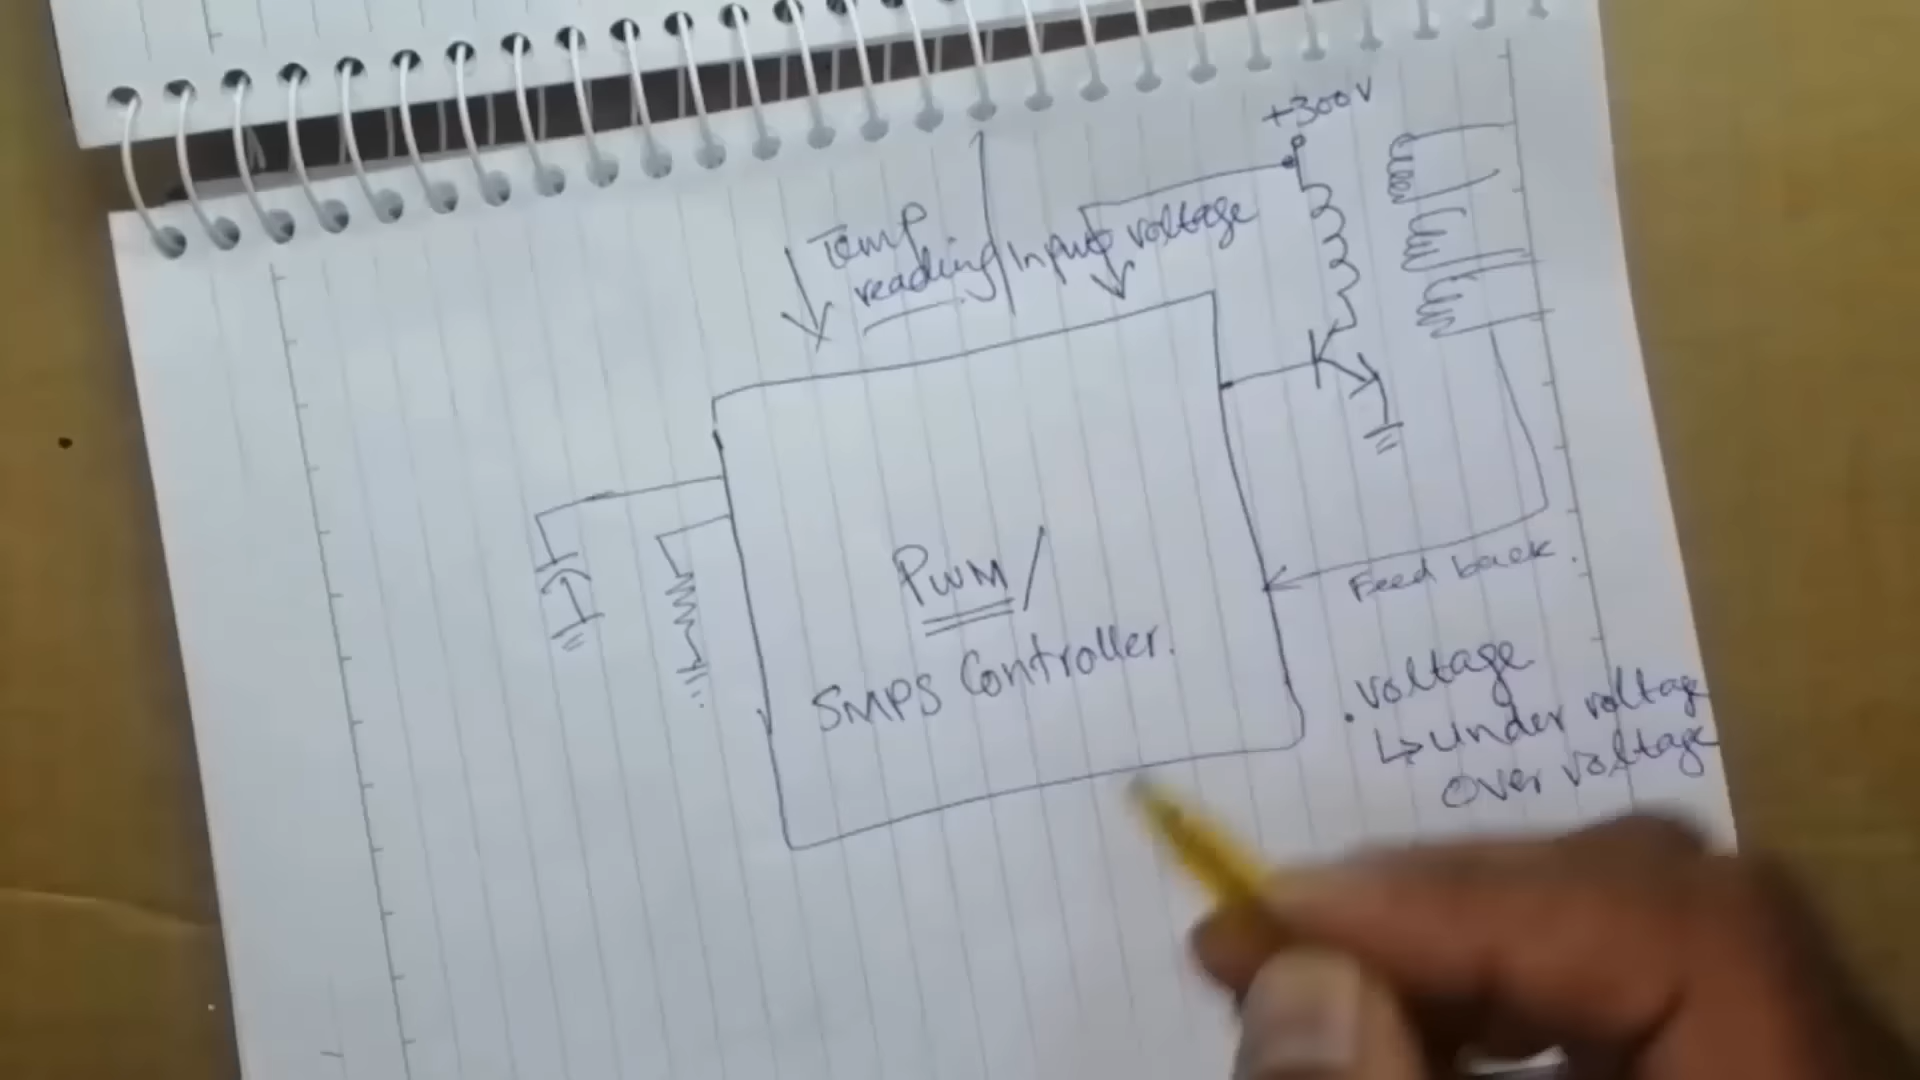 +300V
Temp
reading
Input voltage
PWM/
SMPS Controller.
Feed back.
. voltage
↳ under voltage
over voltage